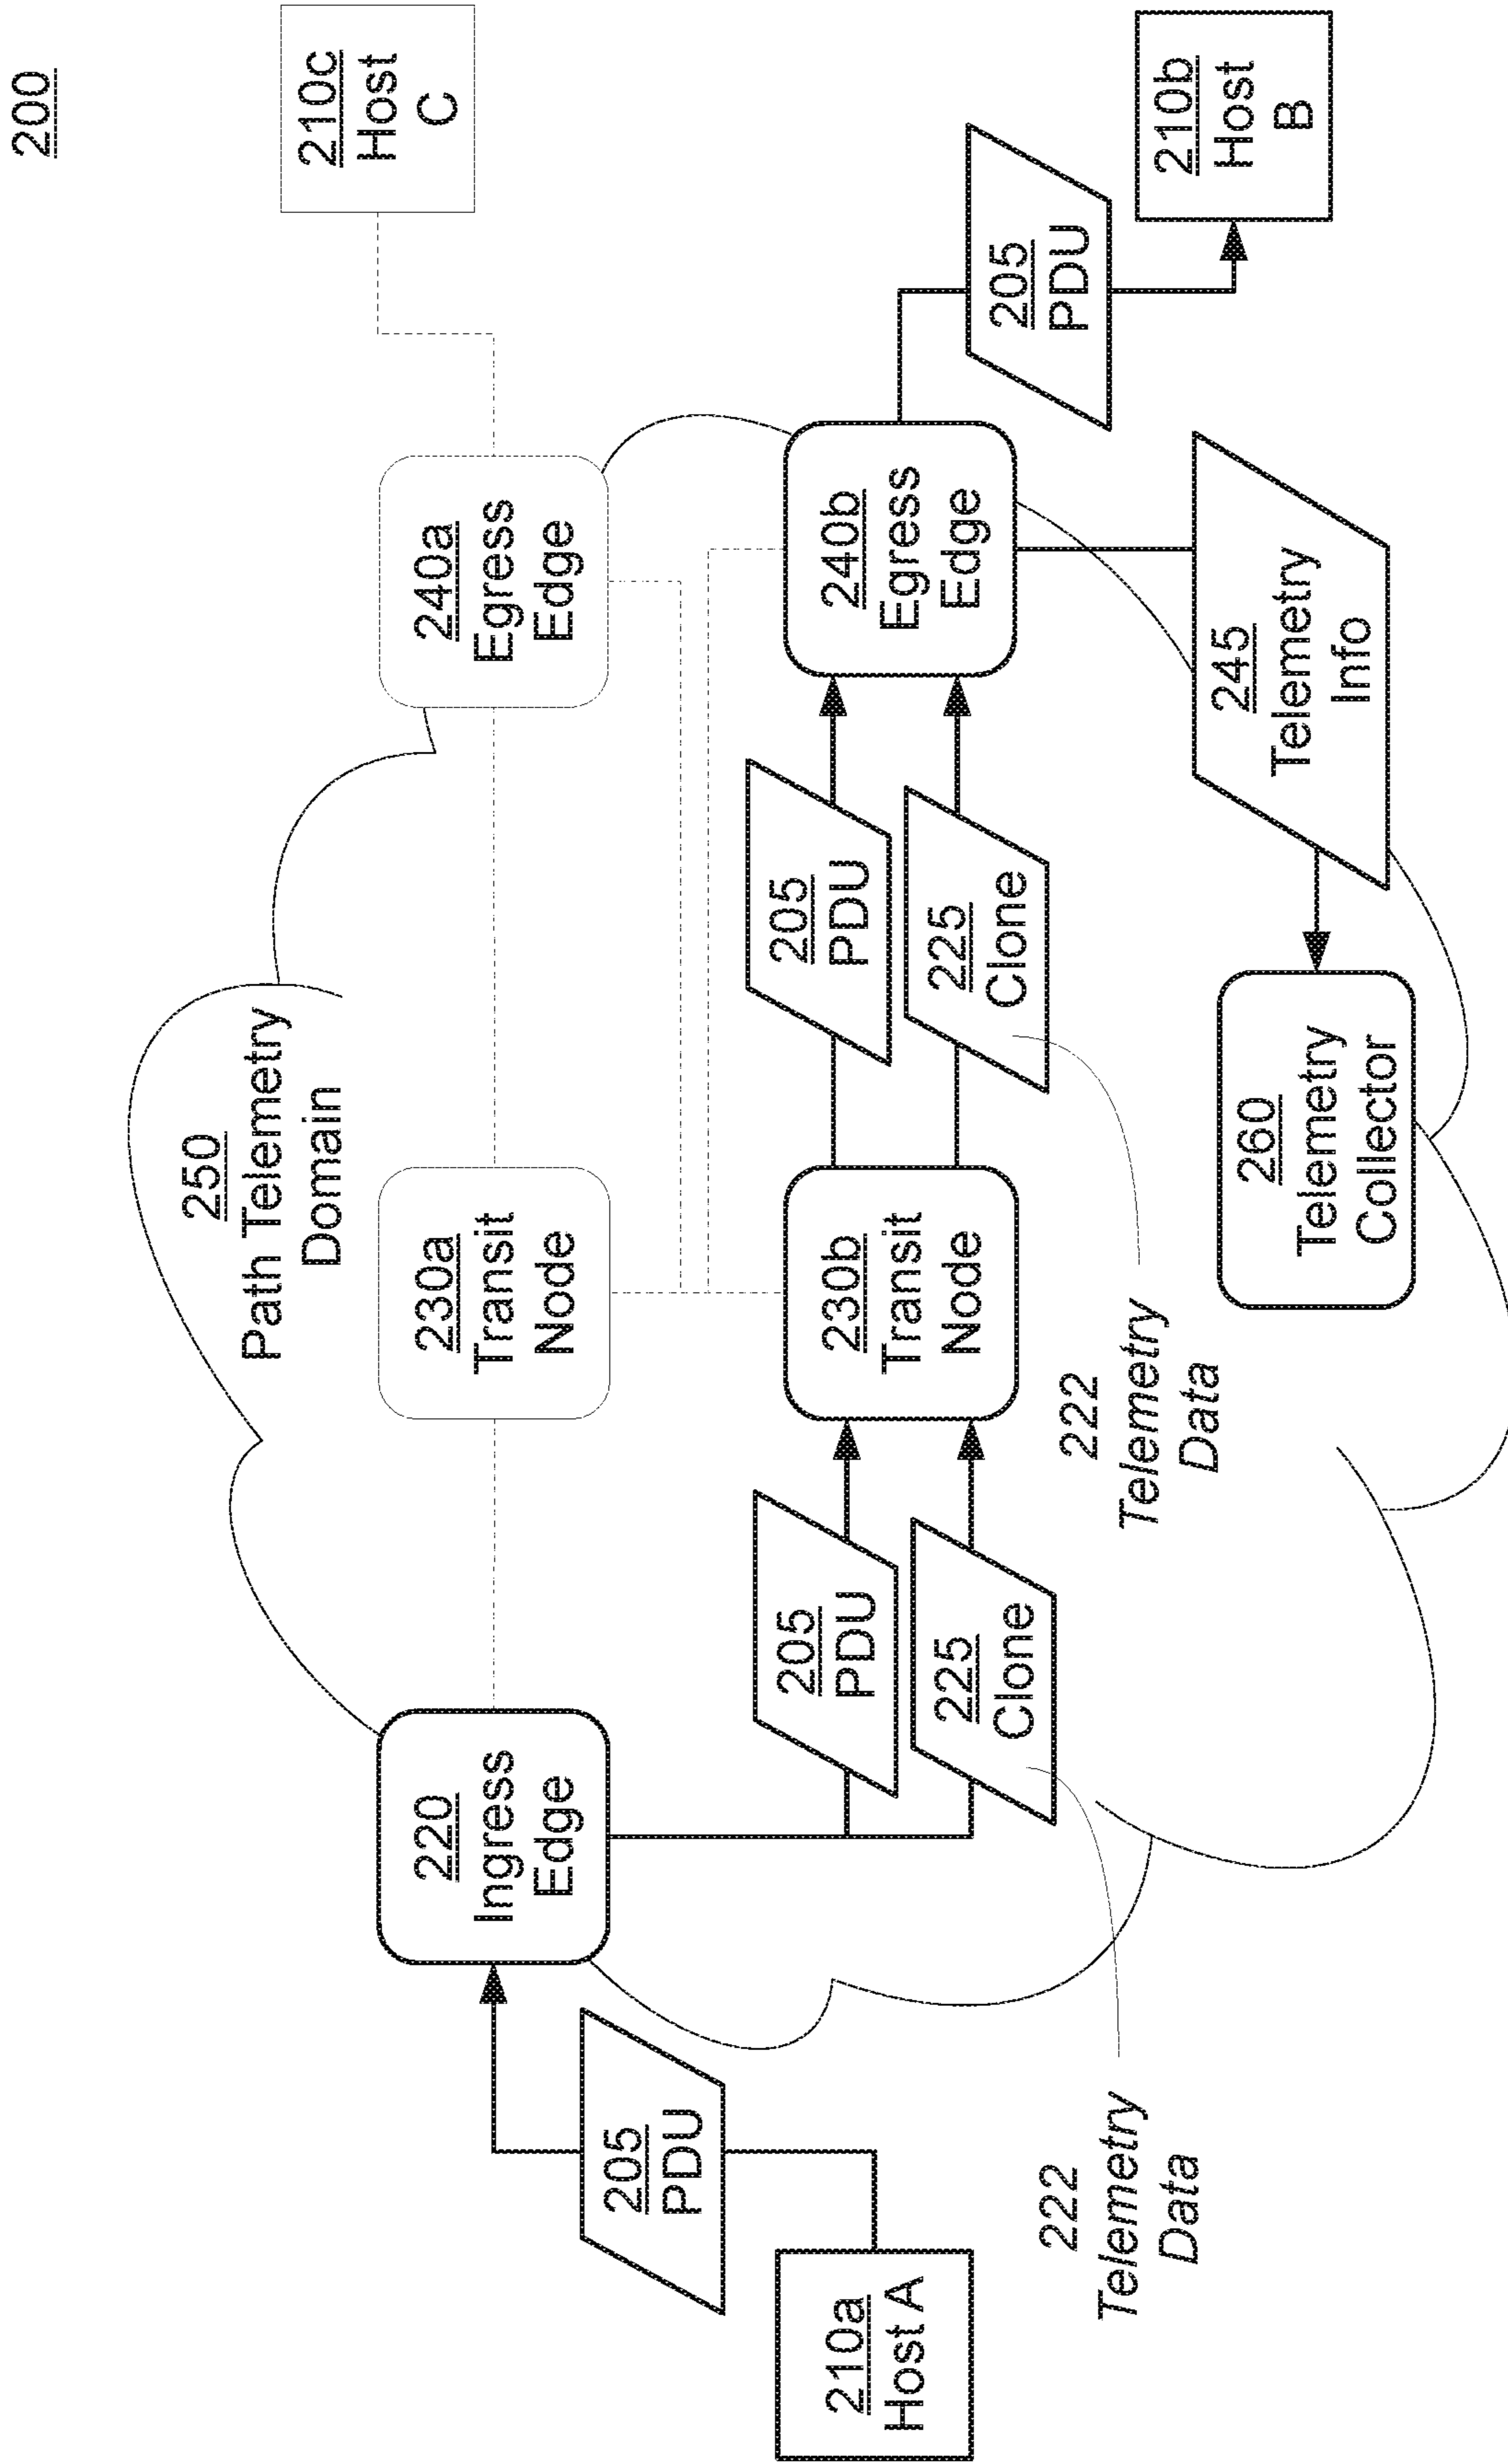 200
210c
Host
C
250
Path Telemetry
Domain
220
Ingress
Edge
230a
Transit
Node
240a
Egress
Edge
205
PDU
210a
Host A
205
PDU
225
Clone
230b
Transit
Node
205
PDU
225
Clone
240b
Egress
Edge
205
PDU
210b
Host
B
222
Telemetry
Data
222
Telemetry
Data
260
Telemetry
Collector
245
Telemetry
Info